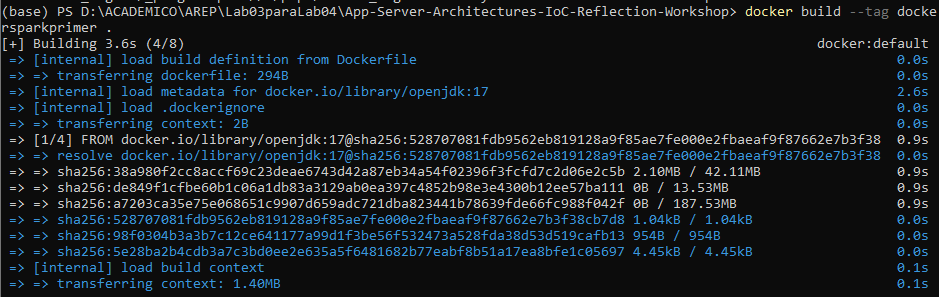 (base) PS D:\ACADEMICO\AREP\Lab03paraLab04\App-Server-Architectures-IoC-Reflection-Workshop> docker build --tag docke
rsparkprimer .
[+] Building 3.6s (4/8) docker:default
=> [internal] load build definition from Dockerfile 0.0s
=> => transferring dockerfile: 294B 0.0s
=> [internal] load metadata for docker.io/library/openjdk:17 2.6s
=> [internal] load .dockerignore 0.0s
=> => transferring context: 2B 0.0s
=> [1/4] FROM docker.io/library/openjdk:17@sha256:528707081fdb9562eb819128a9f85ae7fe000e2fbaeaf9f87662e7b3f38 0.9s
=> => resolve docker.io/library/openjdk:17@sha256:528707081fdb9562eb819128a9f85ae7fe000e2fbaeaf9f87662e7b3f38 0.0s
=> => sha256:38a980f2cc8accf69c23deae6743d42a87eb34a54f02396f3fcfd7c2d06e2c5b 2.10MB / 42.11MB 0.9s
=> => sha256:de849f1cfbe60b1c06a1db83a3129ab0ea397c4852b98e3e4300b12ee57ba111 0B / 13.53MB 0.9s
=> => sha256:a7203ca35e75e068651c9907d659adc721dba823441b78639fde66fc988f042f 0B / 187.53MB 0.9s
=> => sha256:528707081fdb9562eb819128a9f85ae7fe000e2fbaeaf9f87662e7b3f38cb7d8 1.04kB / 1.04kB 0.0s
=> => sha256:98f0304b3a3b7c12ce641177a99d1f3be56f532473a528fda38d53d519cafb13 954B / 954B 0.0s
=> => sha256:5e28ba2b4cdb3a7c3bd0ee2e635a5f6481682b77eabf8b51a17ea8bfe1c05697 4.45kB / 4.45kB 0.0s
=> [internal] load build context 0.1s
=> => transferring context: 1.40MB 0.1s